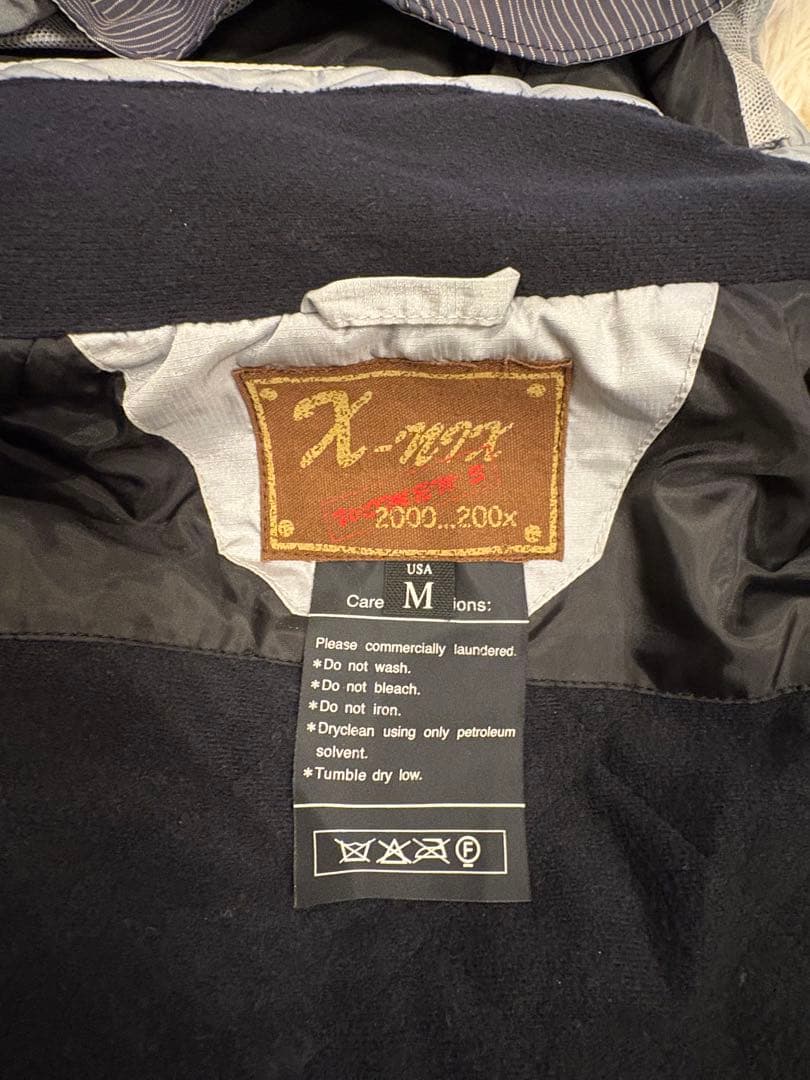 X-NIX
WOMEN'S
2000...200x
USA
M
Care ions:
Please commercially laundered.
*Do not wash.
*Do not bleach.
*Do not iron.
*Dryclean using only petroleum
solvent.
*Tumble dry low.
F